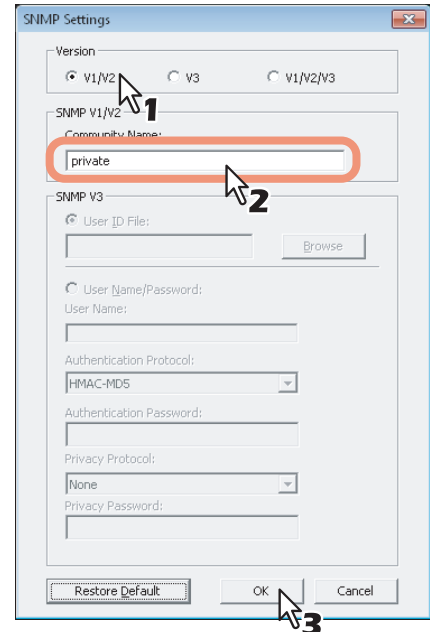 SNMP Settings
Version
V1/V2 V3 V1/V2/V3
1
SNMP V1/V2
Community Name:
private
2
SNMP V3
User ID File:
Browse
User Name/Password:
User Name:
Authentication Protocol:
HMAC-MD5
Authentication Password:
Privacy Protocol:
None
Privacy Password:
Restore Default OK Cancel
3